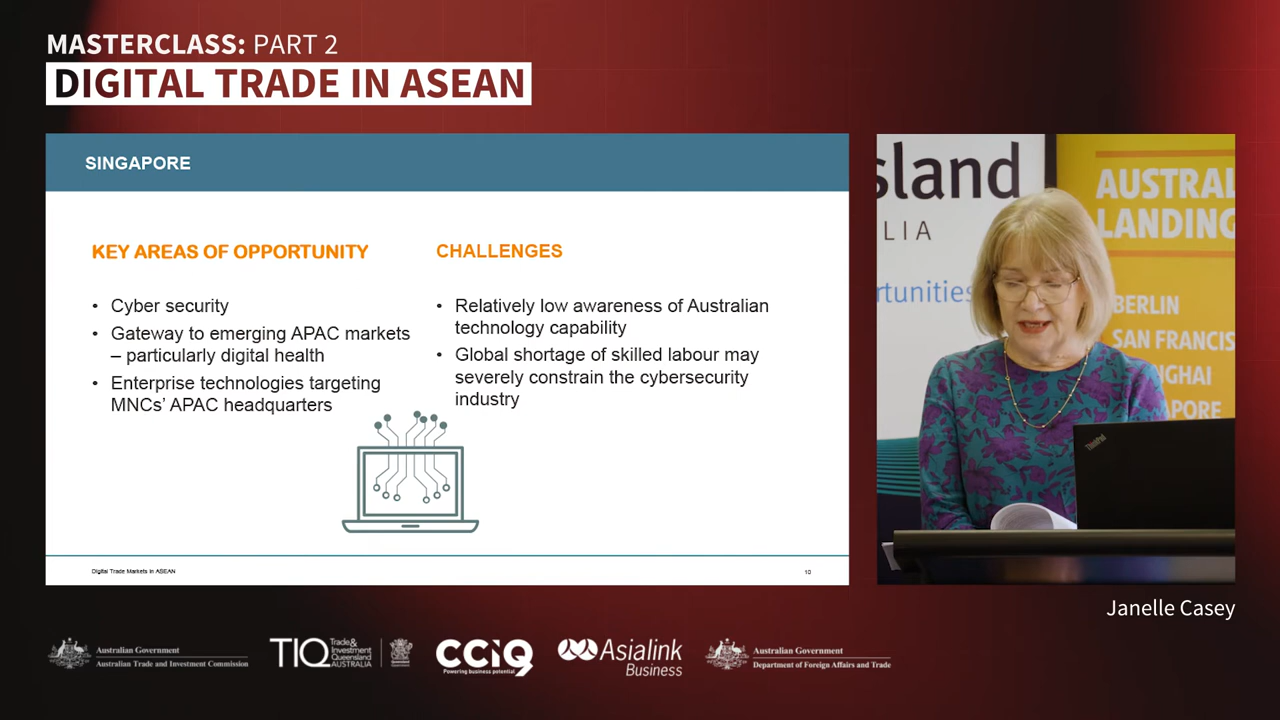 MASTERCLASS: PART 2
DIGITAL TRADE IN ASEAN
SINGAPORE
KEY AREAS OF OPPORTUNITY
• Cyber security
• Gateway to emerging APAC markets
– particularly digital health
• Enterprise technologies targeting
MNCs' APAC headquarters
CHALLENGES
• Relatively low awareness of Australian
technology capability
• Global shortage of skilled labour may
severely constrain the cybersecurity
industry
Digital Trade Markets in ASEAN
10
sland
LIA
rtunities
AUSTRAL
LANDING
BERLIN
SAN FRANCIS
NGHAI
APORE
ThinkPad
Janelle Casey
Australian Government
Australian Trade and Investment Commission
TIQ
Trade&
Investment
Queensland
AUSTRALIA
CCIQ
Powering business potential
Asialink
Business
Australian Government
Department of Foreign Affairs and Trade